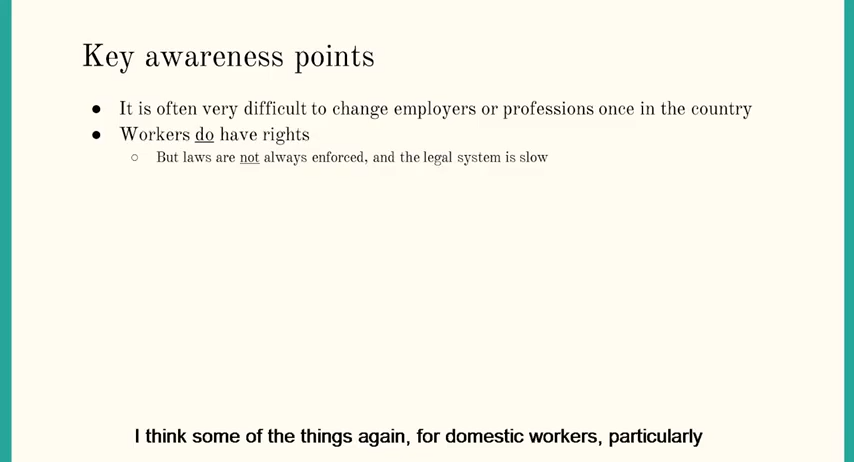 Key awareness points
● It is often very difficult to change employers or professions once in the country
● Workers do have rights
○ But laws are not always enforced, and the legal system is slow
I think some of the things again, for domestic workers, particularly